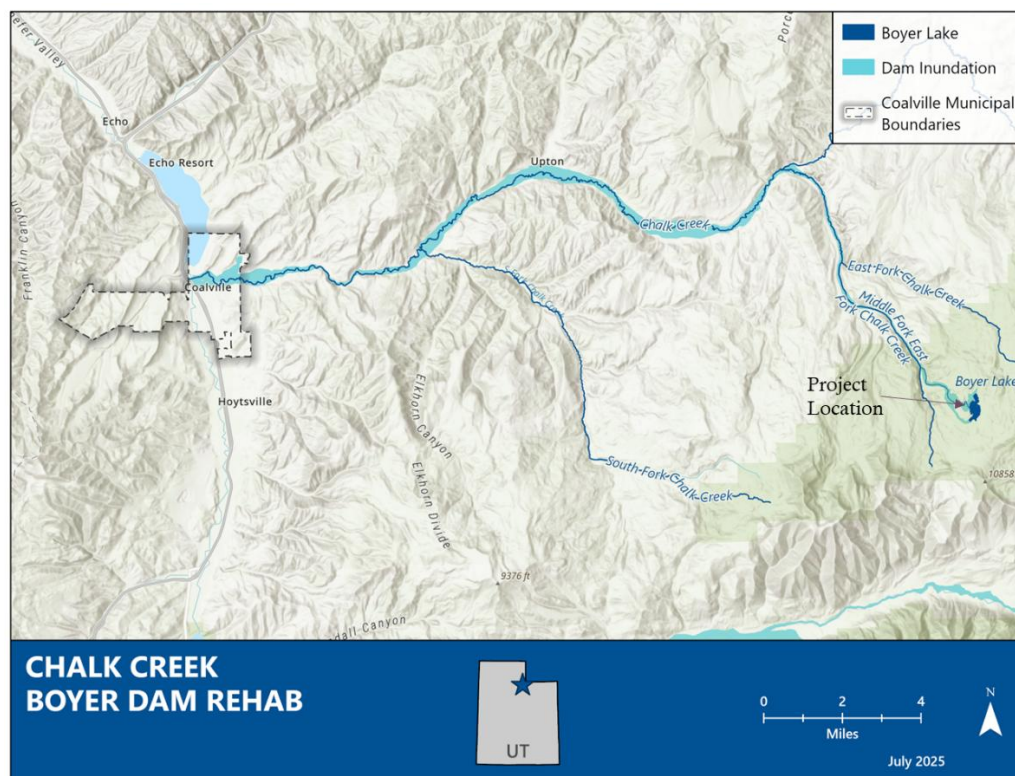 Boyer Lake
Dam Inundation
Coalville Municipal
Boundaries
Echo
Echo Resort
Upton
Chalk Creek
Franklin Cany
Coalville
East Fork Chalk Creek
Middle Fork East
Fork Chalk Creek
Boyer Lake
Project
Location
Hoytsville
Elkhorn Canyon
Elkhorn Divide
South Fork Chalk Creek
10858
9376 ft
dall Canyon
CHALK CREEK
BOYER DAM REHAB
UT
0 2 4
Miles
N
July 2025